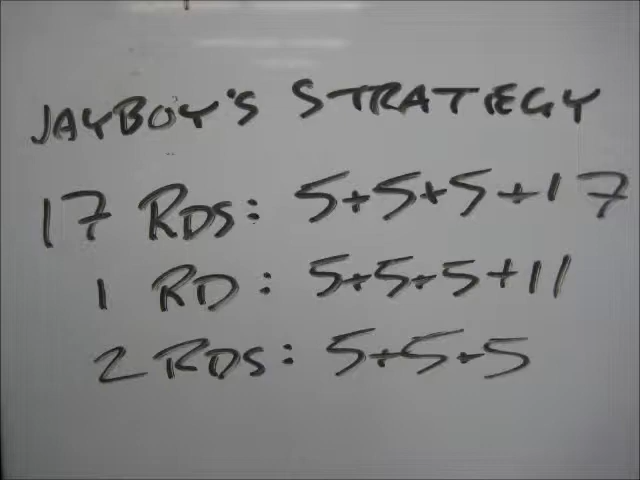 JAYBOY'S STRATEGY
17 RDS: 5+5+5+17
1 RD: 5+5+5+11
2 RDS: 5+5+5